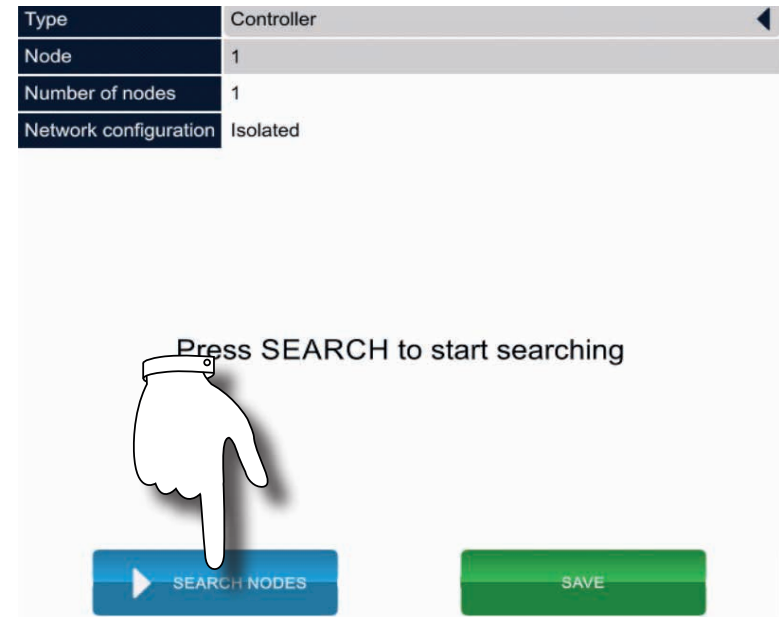 Type Controller
Node 1
Number of nodes 1
Network configuration Isolated
Press SEARCH to start searching
SEARCH NODES SAVE